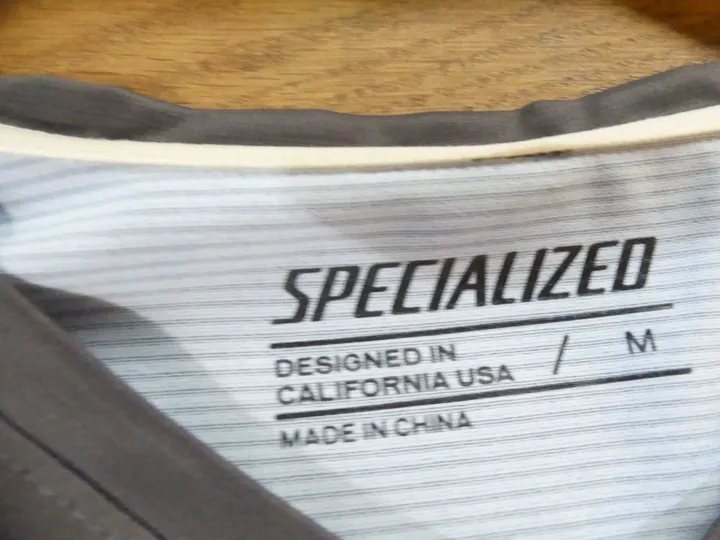 SPECIALIZED
DESIGNED IN
CALIFORNIA USA / M
MADE IN CHINA